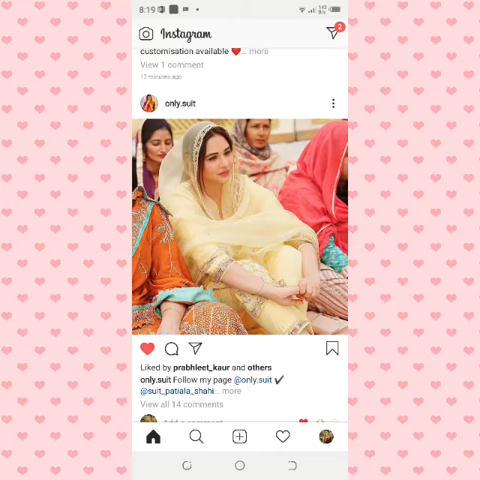 8:19
Instagram
2
customisation available ❤️... more
View 1 comment
12 minutes ago
only.suit
Liked by prabhleet_kaur and others
only.suit Follow my page @only.suit ✔️
@suit_patiala_shahi... more
View all 14 comments